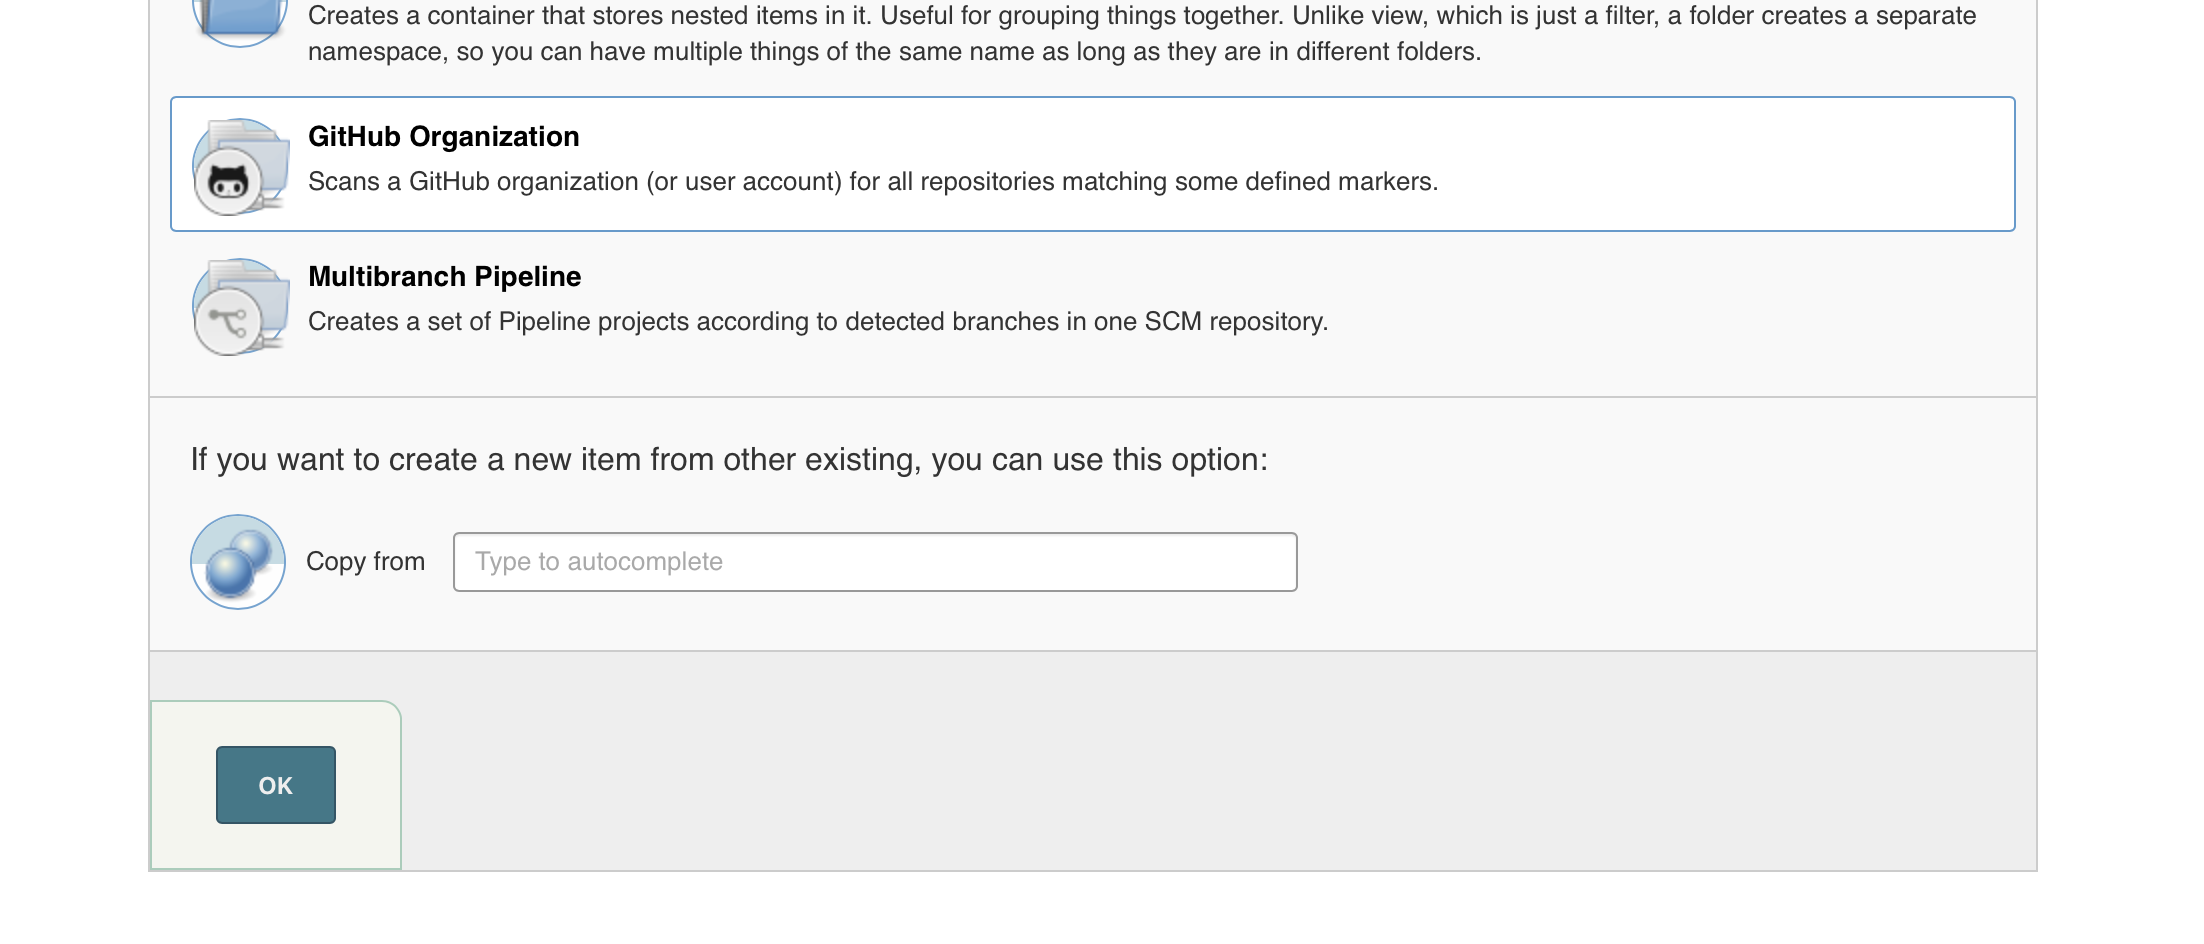 Creates a container that stores nested items in it. Useful for grouping things together. Unlike view, which is just a filter, a folder creates a separate
namespace, so you can have multiple things of the same name as long as they are in different folders.
GitHub Organization
Scans a GitHub organization (or user account) for all repositories matching some defined markers.
Multibranch Pipeline
Creates a set of Pipeline projects according to detected branches in one SCM repository.
If you want to create a new item from other existing, you can use this option:
Copy from Type to autocomplete
OK